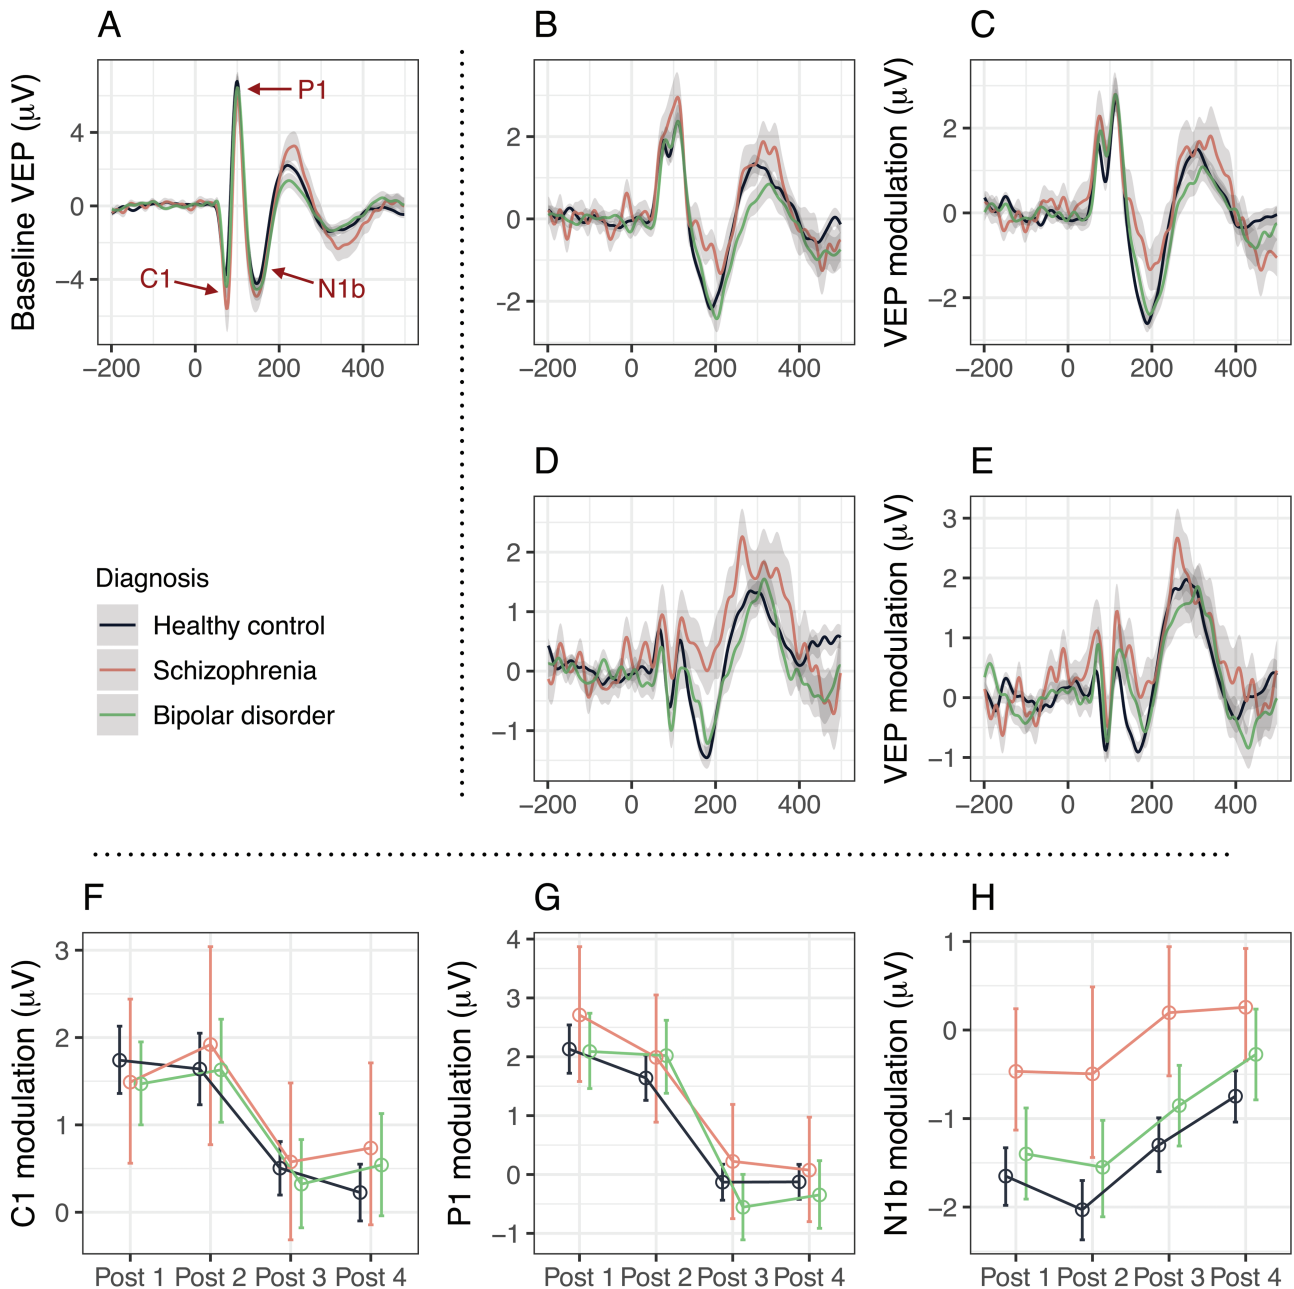 A
B
C
Baseline VEP (μV)
4
0
−4
P1
C1
N1b
−200 0 200 400
2
0
−2
−200 0 200 400
VEP modulation (μV)
2
0
−2
−200 0 200 400
D
E
Diagnosis
Healthy control
Schizophrenia
Bipolar disorder
2
1
0
−1
−200 0 200 400
VEP modulation (μV)
3
2
1
0
−1
−200 0 200 400
F
G
H
C1 modulation (μV)
3
2
1
0
Post 1 Post 2 Post 3 Post 4
P1 modulation (μV)
4
3
2
1
0
−1
Post 1 Post 2 Post 3 Post 4
N1b modulation (μV)
1
0
−1
−2
Post 1 Post 2 Post 3 Post 4